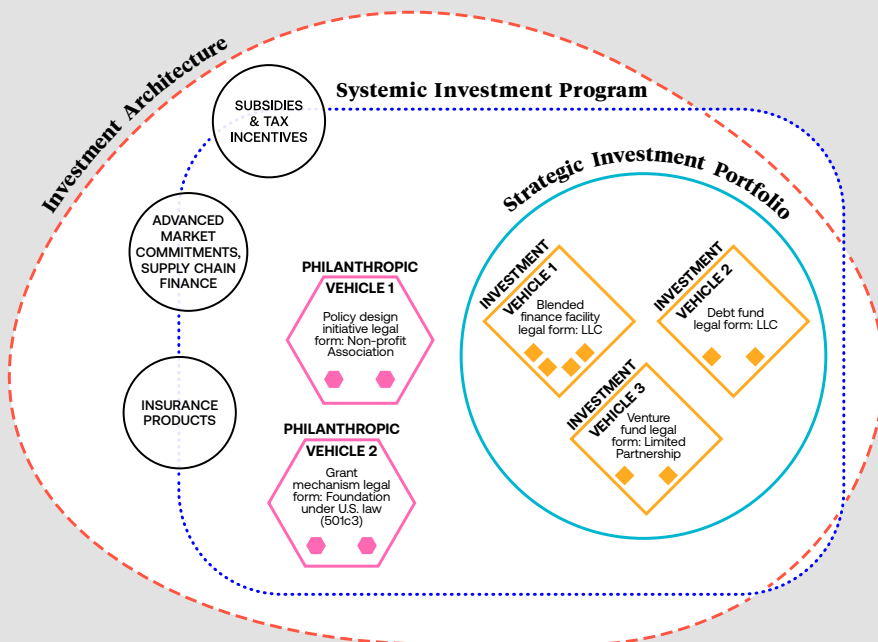 Investment Architecture
SUBSIDIES
& TAX
INCENTIVES
Systemic Investment Program
Strategic Investment Portfolio
ADVANCED
MARKET
COMMITMENTS,
SUPPLY CHAIN
FINANCE
INSURANCE
PRODUCTS
PHILANTHROPIC
VEHICLE 1
Policy design
initiative legal
form: Non-profit
Association
PHILANTHROPIC
VEHICLE 2
Grant
mechanism legal
form: Foundation
under U.S. law
(501c3)
INVESTMENT
VEHICLE 1
Blended
finance facility
legal form: LLC
INVESTMENT
VEHICLE 2
Debt fund
legal form: LLC
INVESTMENT
VEHICLE 3
Venture
fund legal
form: Limited
Partnership